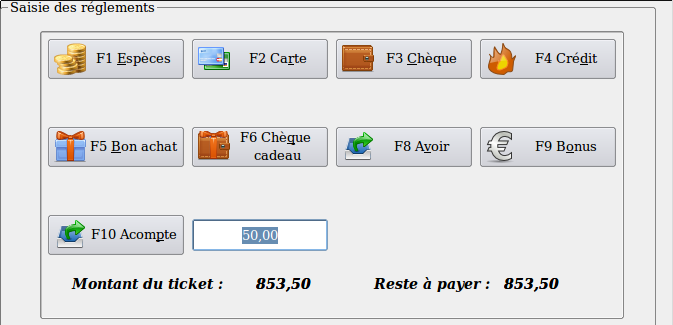 Saisie des réglements
F1 Espèces
F2 Carte
F3 Chèque
F4 Crédit
F5 Bon achat
F6 Chèque
cadeau
F8 Avoir
F9 Bonus
F10 Acompte
50,00
Montant du ticket : 853,50
Reste à payer : 853,50